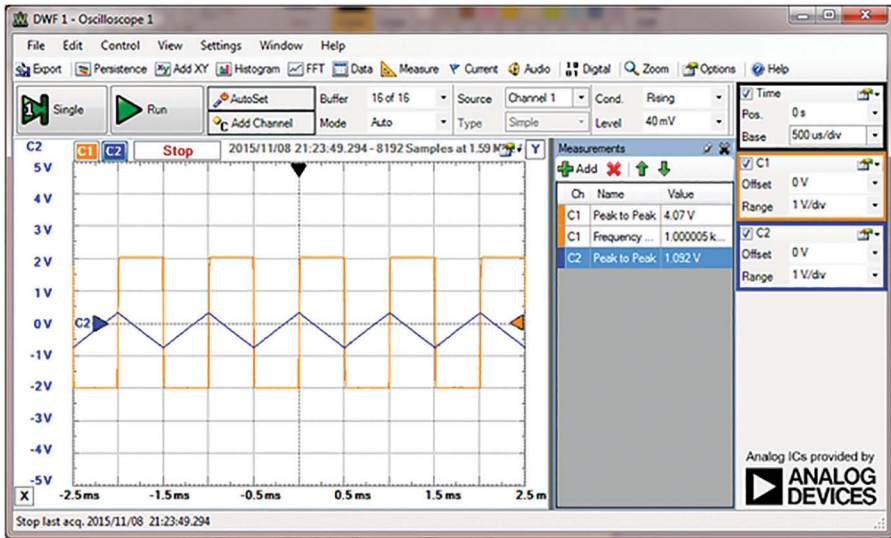 DWF 1 - Oscilloscope 1
File Edit Control View Settings Window Help
Export Persistence Add XY Histogram FFT Data Measure Current Audio Digital Zoom Options Help
Single Run AutoSet Buffer 16 of 16 Source Channel 1 Cond. Rising
Add Channel Mode Auto Type Simple Level 40 mV
Time
Pos. 0 s
Base 500 us/div
C1
Offset 0 V
Range 1 V/div
C2
Offset 0 V
Range 1 V/div
C2 C1 C2 Stop 2015/11/08 21:23:49.294 - 8192 Samples at 1.59 M Y
5 V
4 V
3 V
2 V
1 V
0 V
-1 V
-2 V
-3 V
-4 V
-5 V
C2
X -2.5 ms -1.5 ms -0.5 ms 0.5 ms 1.5 ms 2.5 m
Measurements
Add
Ch Name Value
C1 Peak to Peak 4.07 V
C1 Frequency ... 1.000005 k...
C2 Peak to Peak 1.092 V
Analog ICs provided by
ANALOG
DEVICES
Stop last acq. 2015/11/08 21:23:49.294